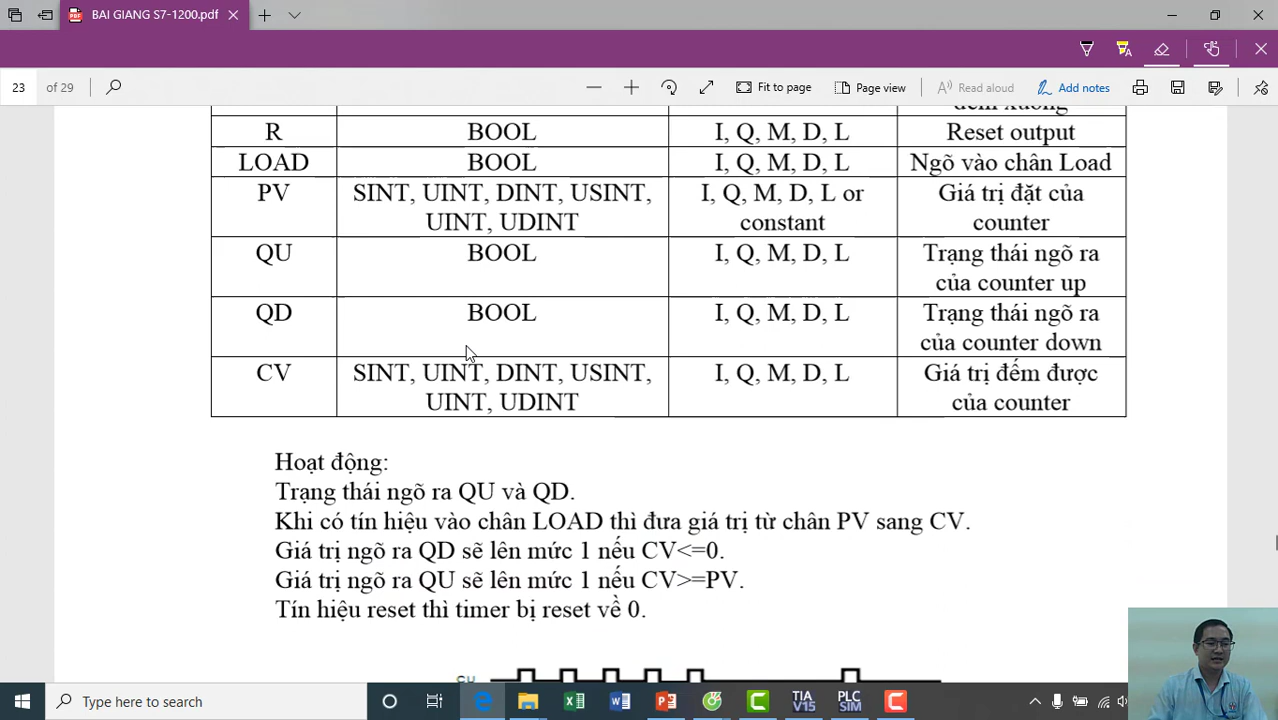 BAI GIANG S7-1200.pdf
23 of 29
Fit to page
Page view
Read aloud
Add notes
đếm xuống
R BOOL I, Q, M, D, L Reset output
LOAD BOOL I, Q, M, D, L Ngõ vào chân Load
PV SINT, UINT, DINT, USINT, I, Q, M, D, L or Giá trị đặt của
UINT, UDINT constant counter
QU BOOL I, Q, M, D, L Trạng thái ngõ ra
của counter up
QD BOOL I, Q, M, D, L Trạng thái ngõ ra
của counter down
CV SINT, UINT, DINT, USINT, I, Q, M, D, L Giá trị đếm được
UINT, UDINT của counter
Hoạt động:
Trạng thái ngõ ra QU và QD.
Khi có tín hiệu vào chân LOAD thì đưa giá trị từ chân PV sang CV.
Giá trị ngõ ra QD sẽ lên mức 1 nếu CV<=0.
Giá trị ngõ ra QU sẽ lên mức 1 nếu CV>=PV.
Tín hiệu reset thì timer bị reset về 0.
CU
Type here to search
TIA V15
PLC SIM